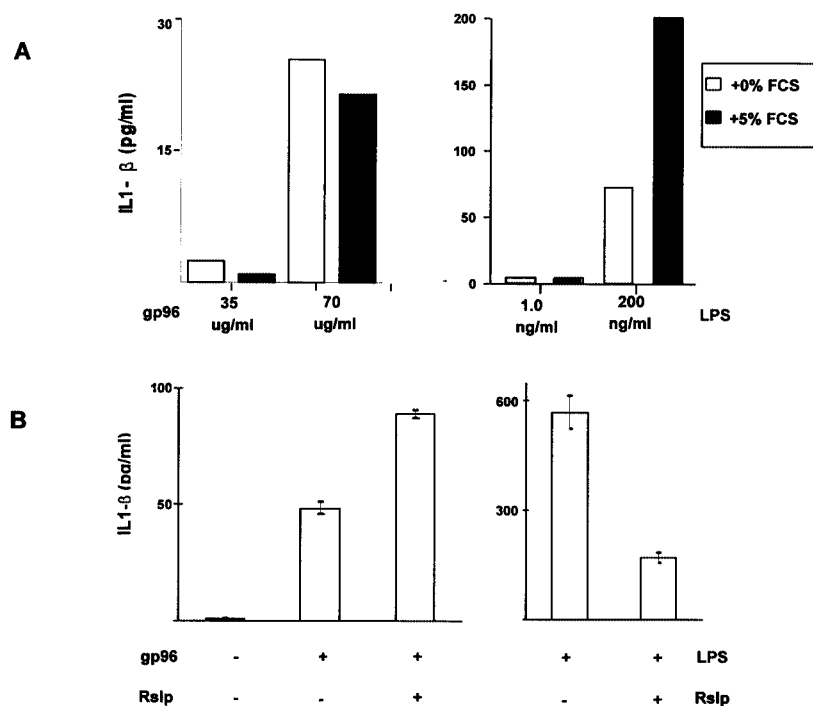 A
IL1- β (pg/ml)
30
15
200
150
100
50
0
+0% FCS
+5% FCS
gp96
35
ug/ml
70
ug/ml
1.0
ng/ml
200
ng/ml
LPS
B
IL1-β (pg/ml)
100
50
600
300
gp96 - + + + + LPS
Rslp - - + - + Rslp